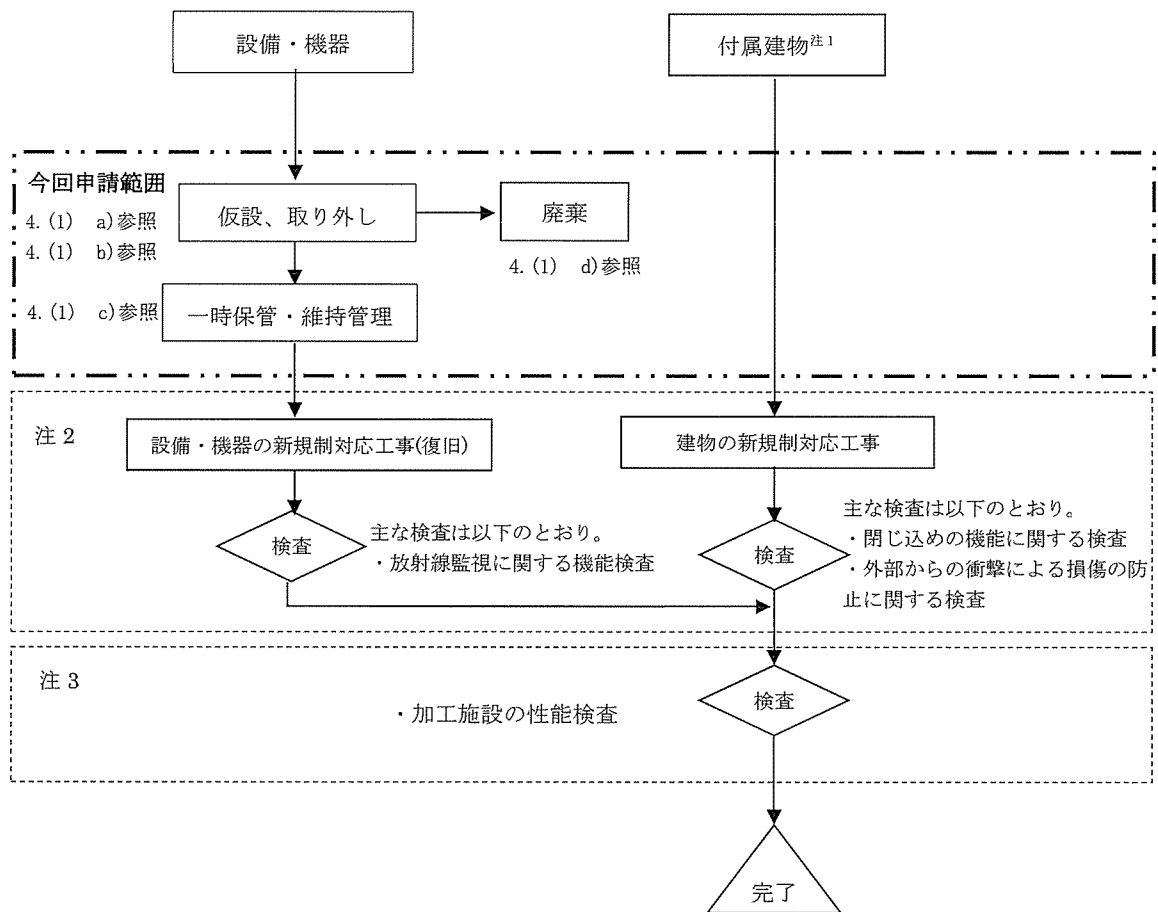 設備・機器
付属建物注1
今回申請範囲
4.(1) a)参照
4.(1) b)参照
仮設、取り外し
廃棄
4.(1) d)参照
4.(1) c)参照
一時保管・維持管理
注 2
設備・機器の新規制対応工事(復旧)
建物の新規制対応工事
検査
主な検査は以下のとおり。
・放射線監視に関する機能検査
検査
主な検査は以下のとおり。
・閉じ込めの機能に関する検査
・外部からの衝撃による損傷の防
止に関する検査
注 3
・加工施設の性能検査
検査
完了